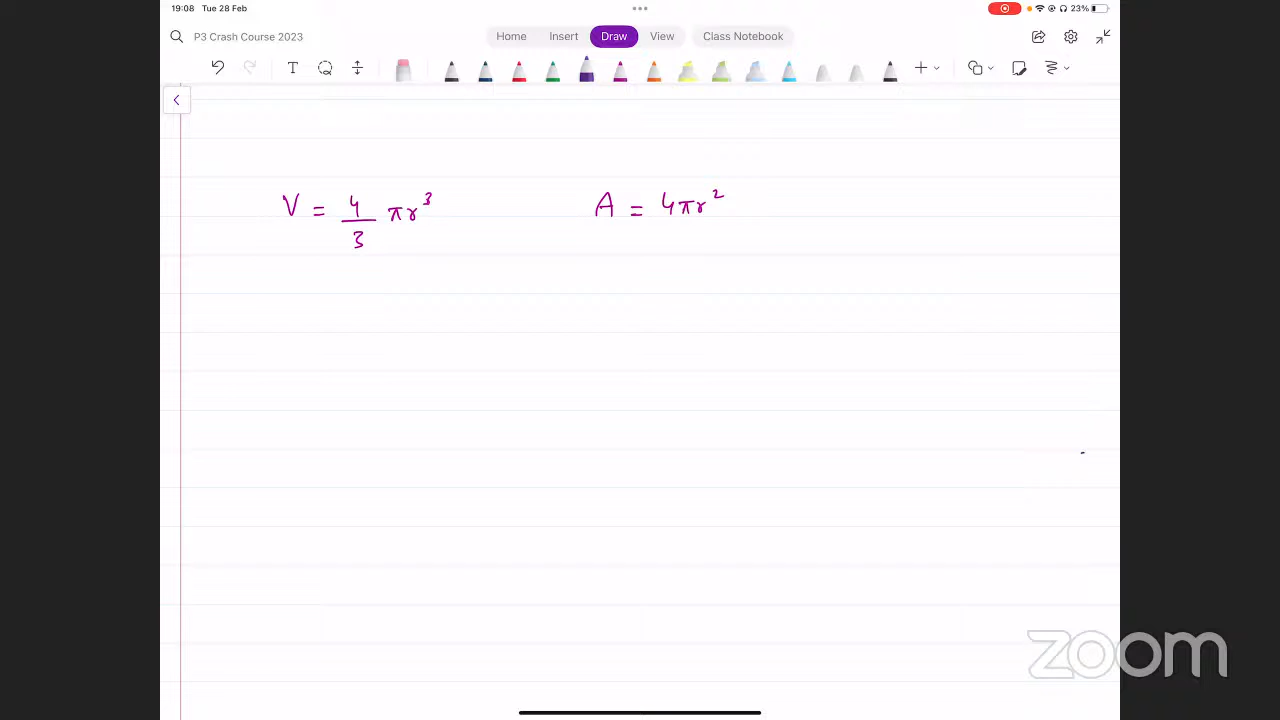 19:08 Tue 28 Feb
23%
P3 Crash Course 2023
Home Insert Draw View Class Notebook
T
V = 4/3 πr³
A = 4πr²
zoom